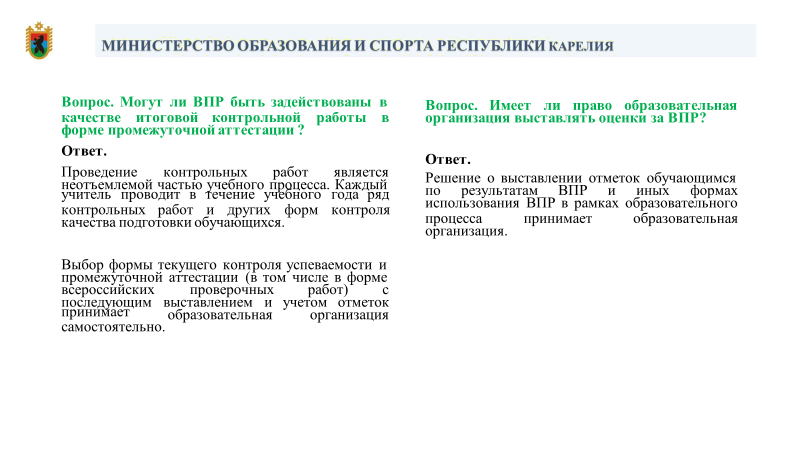 МИНИСТЕРСТВО ОБРАЗОВАНИЯ И СПОРТА РЕСПУБЛИКИ КАРЕЛИЯ
Вопрос. Могут ли ВПР быть задействованы в
качестве итоговой контрольной работы в
форме промежуточной аттестации ?
Ответ.
Проведение контрольных работ является
неотъемлемой частью учебного процесса. Каждый
учитель проводит в течение учебного года ряд
контрольных работ и других форм контроля
качества подготовки обучающихся.
Выбор формы текущего контроля успеваемости и
промежуточной аттестации (в том числе в форме
всероссийских проверочных работ) с
последующим выставлением и учетом отметок
принимает образовательная организация
самостоятельно.
Вопрос. Имеет ли право образовательная
организация выставлять оценки за ВПР?
Ответ.
Решение о выставлении отметок обучающимся
по результатам ВПР и иных формах
использования ВПР в рамках образовательного
процесса принимает образовательная
организация.